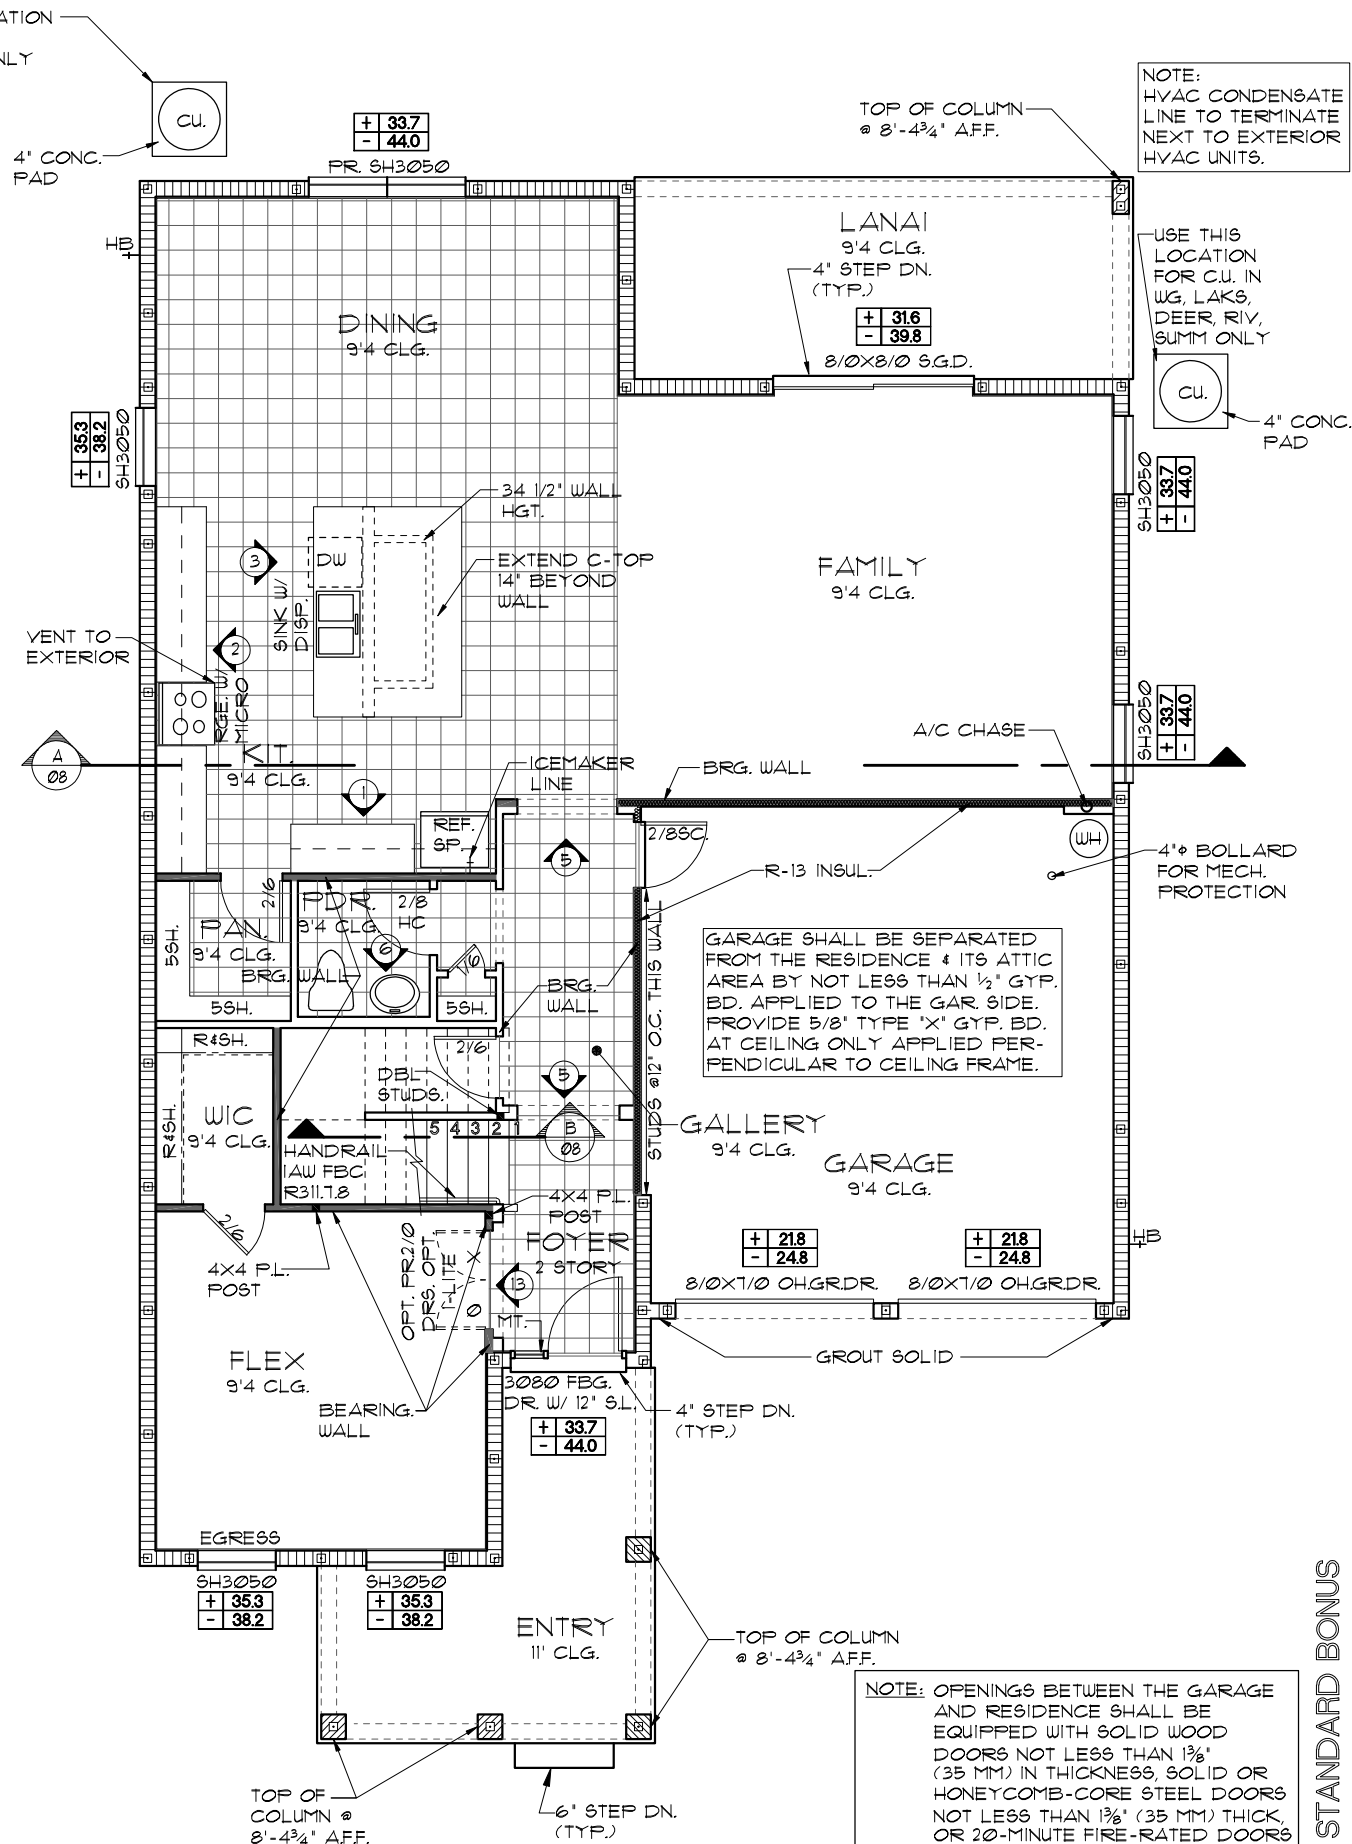 ATION
NLY
CU.
4" CONC.
PAD
+ 33.7
- 44.0
PR. SH3050
TOP OF COLUMN
@ 8'-4¾" A.F.F.
NOTE:
HVAC CONDENSATE
LINE TO TERMINATE
NEXT TO EXTERIOR
HVAC UNITS.
HB
LANAI
9'4 CLG.
4" STEP DN.
(TYP.)
+ 31.6
- 39.8
8/0X8/0 S.G.D.
USE THIS
LOCATION
FOR C.U. IN
WG, LAKS,
DEER, RIV,
SUMM ONLY
CU.
4" CONC.
PAD
DINING
9'4 CLG.
+ 35.3
- 38.2
SH3050
SH3050
+ 33.7
- 44.0
34 1/2" WALL
HGT.
3
DW
SINK W/
DISP.
EXTEND C-TOP
14" BEYOND
WALL
FAMILY
9'4 CLG.
VENT TO
EXTERIOR
2
RGE. W/
MICRO
SH3050
+ 33.7
- 44.0
A
08
KIT.
9'4 CLG.
ICEMAKER
LINE
BRG. WALL
A/C CHASE
1
REF.
SP.
5
2/8SC.
WH
R-13 INSUL.
4"ϕ BOLLARD
FOR MECH.
PROTECTION
2/6
PAN.
9'4 CLG.
5SH.
5SH.
PDR.
9'4 CLG.
2/8
HC
6
1/6
5SH.
BRG. WALL
BRG.
WALL
STUDS @12" O.C. THIS WALL
GARAGE SHALL BE SEPARATED
FROM THE RESIDENCE & ITS ATTIC
AREA BY NOT LESS THAN ½" GYP.
BD. APPLIED TO THE GAR. SIDE.
PROVIDE 5/8" TYPE "X" GYP. BD.
AT CEILING ONLY APPLIED PER-
PENDICULAR TO CEILING FRAME.
R&SH.
R&SH.
WIC
9'4 CLG.
2/6
DBL
STUDS.
5
5 4 3 2 1
B
08
GALLERY
9'4 CLG.
GARAGE
9'4 CLG.
HANDRAIL
IAW FBC
R311.7.8
4X4 P.L.
POST
2/6
4X4 P.L.
POST
OPT. PR.2/0
DRS. OPT.
T-LITE
X
0
FOYER
2 STORY
13
MT.
+ 21.8
- 24.8
8/0X7/0 OH.GR.DR.
+ 21.8
- 24.8
8/0X7/0 OH.GR.DR.
HB
GROUT SOLID
FLEX
9'4 CLG.
BEARING
WALL
3080 FBG.
DR. W/ 12" S.L.
+ 33.7
- 44.0
4" STEP DN.
(TYP.)
EGRESS
SH3050
+ 35.3
- 38.2
SH3050
+ 35.3
- 38.2
ENTRY
11' CLG.
TOP OF COLUMN
@ 8'-4¾" A.F.F.
TOP OF
COLUMN @
8'-4¾" A.F.F.
6" STEP DN.
(TYP.)
NOTE: OPENINGS BETWEEN THE GARAGE
AND RESIDENCE SHALL BE
EQUIPPED WITH SOLID WOOD
DOORS NOT LESS THAN 1⅜"
(35 MM) IN THICKNESS, SOLID OR
HONEYCOMB-CORE STEEL DOORS
NOT LESS THAN 1⅜" (35 MM) THICK,
OR 20-MINUTE FIRE-RATED DOORS
STANDARD BONUS